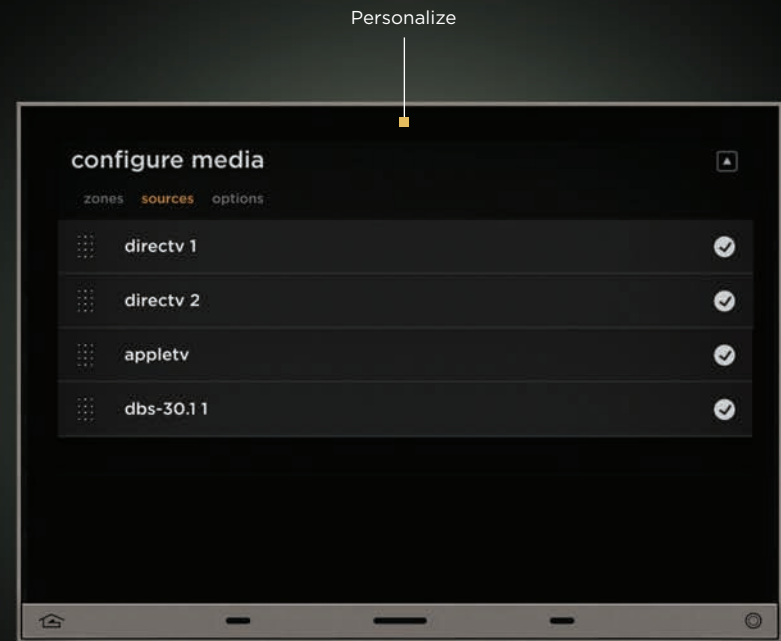 Personalize
configure media
zones sources options
directv 1
directv 2
appletv
dbs-30.1 1